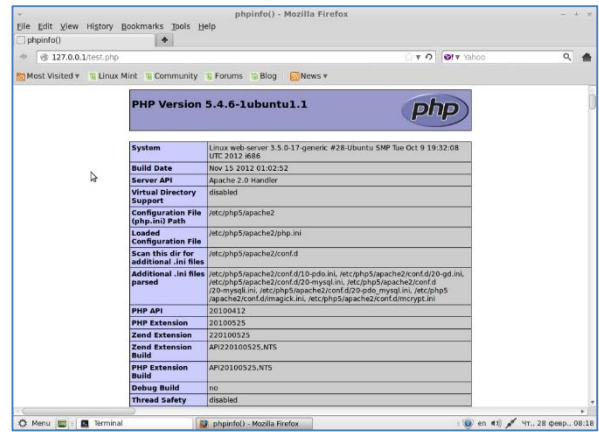 phpinfo() - Mozilla Firefox
File Edit View History Bookmarks Tools Help
phpinfo()
127.0.0.1/test.php
Yahoo
Most Visited Linux Mint Community Forums Blog News
PHP Version 5.4.6-1ubuntu1.1
php
System Linux web-server 3.5.0-17-generic #28-Ubuntu SMP Tue Oct 9 19:32:08
UTC 2012 i686
Build Date Nov 15 2012 01:02:52
Server API Apache 2.0 Handler
Virtual Directory disabled
Support
Configuration File /etc/php5/apache2
(php.ini) Path
Loaded /etc/php5/apache2/php.ini
Configuration File
Scan this dir for /etc/php5/apache2/conf.d
additional .ini files
Additional .ini files /etc/php5/apache2/conf.d/10-pdo.ini, /etc/php5/apache2/conf.d/20-gd.ini,
parsed /etc/php5/apache2/conf.d/20-mysql.ini, /etc/php5/apache2/conf.d
/20-mysqli.ini, /etc/php5/apache2/conf.d/20-pdo_mysql.ini, /etc/php5
/apache2/conf.d/imagick.ini, /etc/php5/apache2/conf.d/mcrypt.ini
PHP API 20100412
PHP Extension 20100525
Zend Extension 220100525
Zend Extension API220100525,NTS
Build
PHP Extension API20100525,NTS
Build
Debug Build no
Thread Safety disabled
Menu Terminal phpinfo() - Mozilla Firefox en Чт., 28 февр., 08:18